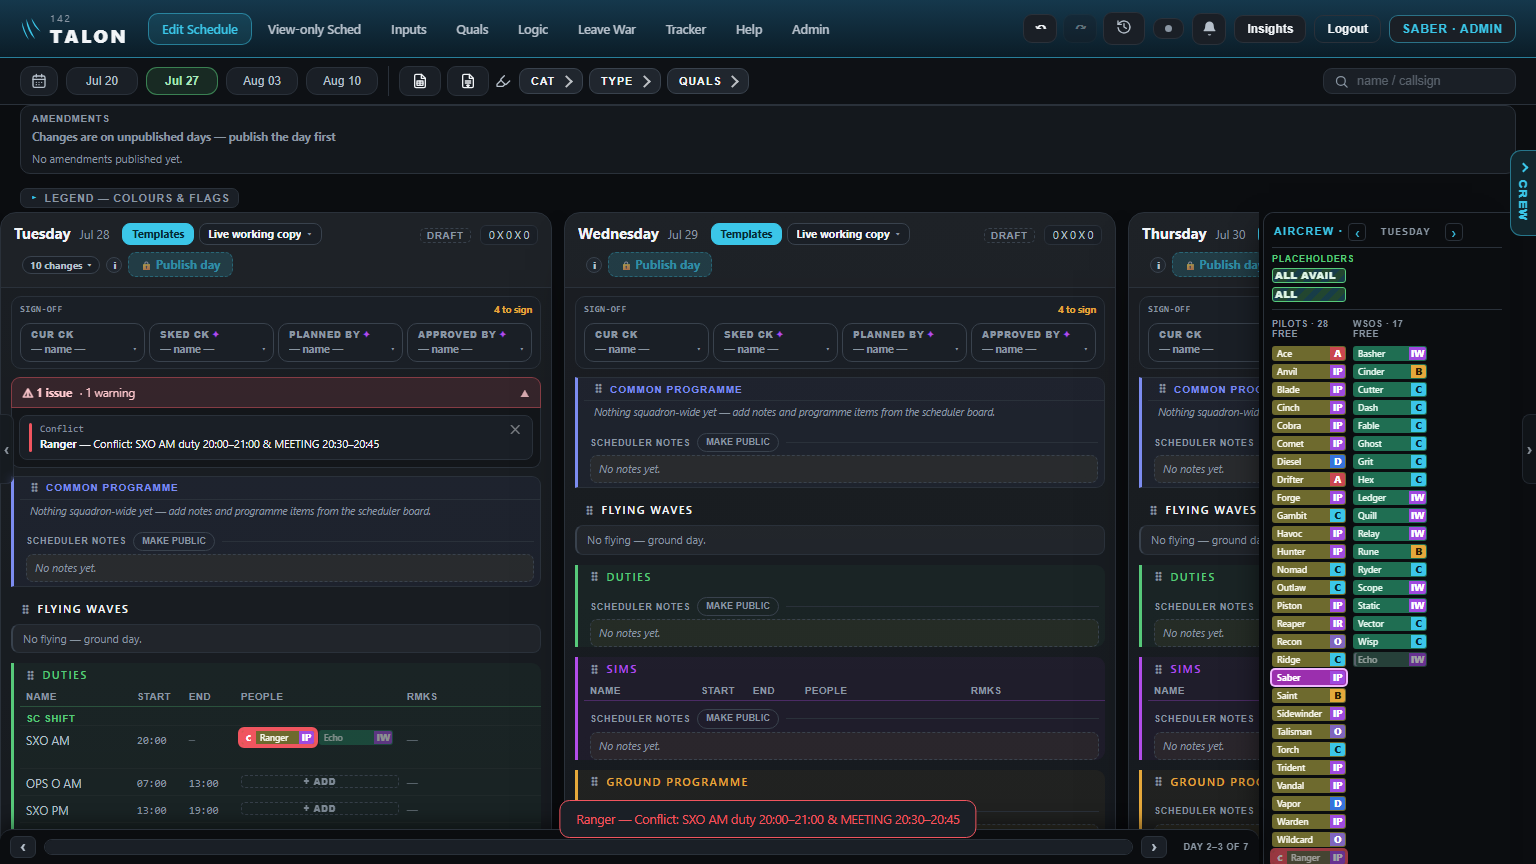 142
TALON
Edit Schedule
View-only Sched
Inputs
Quals
Logic
Leave War
Tracker
Help
Admin
Insights
Logout
SABER · ADMIN
Jul 20
Jul 27
Aug 03
Aug 10
CAT
TYPE
QUALS
name / callsign
AMENDMENTS
Changes are on unpublished days — publish the day first
No amendments published yet.
CREW
LEGEND — COLOURS & FLAGS
Tuesday Jul 28
Templates
Live working copy
DRAFT
0X0X0
10 changes
i
Publish day
SIGN-OFF
4 to sign
CUR CK
— name —
SKED CK
— name —
PLANNED BY
— name —
APPROVED BY
— name —
1 issue · 1 warning
Conflict
Ranger — Conflict: SXO AM duty 20:00–21:00 & MEETING 20:30–20:45
COMMON PROGRAMME
Nothing squadron-wide yet — add notes and programme items from the scheduler board.
SCHEDULER NOTES
MAKE PUBLIC
No notes yet.
FLYING WAVES
No flying — ground day.
DUTIES
NAME START END PEOPLE RMKS
SC SHIFT
SXO AM 20:00 — C Ranger IP Echo IW —
OPS O AM 07:00 13:00 + ADD —
SXO PM 13:00 19:00 + ADD —
Wednesday Jul 29
Templates
Live working copy
DRAFT
0X0X0
i
Publish day
SIGN-OFF
4 to sign
CUR CK
— name —
SKED CK
— name —
PLANNED BY
— name —
APPROVED BY
— name —
COMMON PROGRAMME
Nothing squadron-wide yet — add notes and programme items from the scheduler board.
SCHEDULER NOTES
MAKE PUBLIC
No notes yet.
FLYING WAVES
No flying — ground day.
DUTIES
SCHEDULER NOTES
MAKE PUBLIC
No notes yet.
SIMS
NAME START END PEOPLE RMKS
SCHEDULER NOTES
MAKE PUBLIC
No notes yet.
GROUND PROGRAMME
Thursday Jul 30
i
Publish da
SIGN-OFF
CUR CK
— name —
COMMON PROG
Nothing squadron-wi
SCHEDULER NOTES
No notes yet.
FLYING WAVES
No flying — ground da
DUTIES
SCHEDULER NOTES
No notes yet.
SIMS
NAME
SCHEDULER NOTES
No notes yet.
GROUND PROG
SCHEDULER NOTES
AIRCREW ·
TUESDAY
PLACEHOLDERS
ALL AVAIL
ALL
PILOTS · 28 FREE
Ace A
Anvil IP
Blade IP
Cinch IP
Cobra IP
Comet IP
Diesel D
Drifter A
Forge IP
Gambit C
Havoc IP
Hunter IP
Nomad C
Outlaw C
Piston IP
Reaper IR
Recon O
Ridge C
Saber IP
Saint B
Sidewinder IP
Talisman O
Torch C
Trident IP
Vandal IP
Vapor D
Warden IP
Wildcard O
C Ranger IP
WSOS · 17 FREE
Basher IW
Cinder B
Cutter C
Dash C
Fable C
Ghost C
Grit C
Hex C
Ledger IW
Quill IW
Relay IW
Rune B
Ryder C
Scope IW
Static IW
Vector C
Wisp C
Echo IW
Ranger — Conflict: SXO AM duty 20:00–21:00 & MEETING 20:30–20:45
DAY 2–3 OF 7